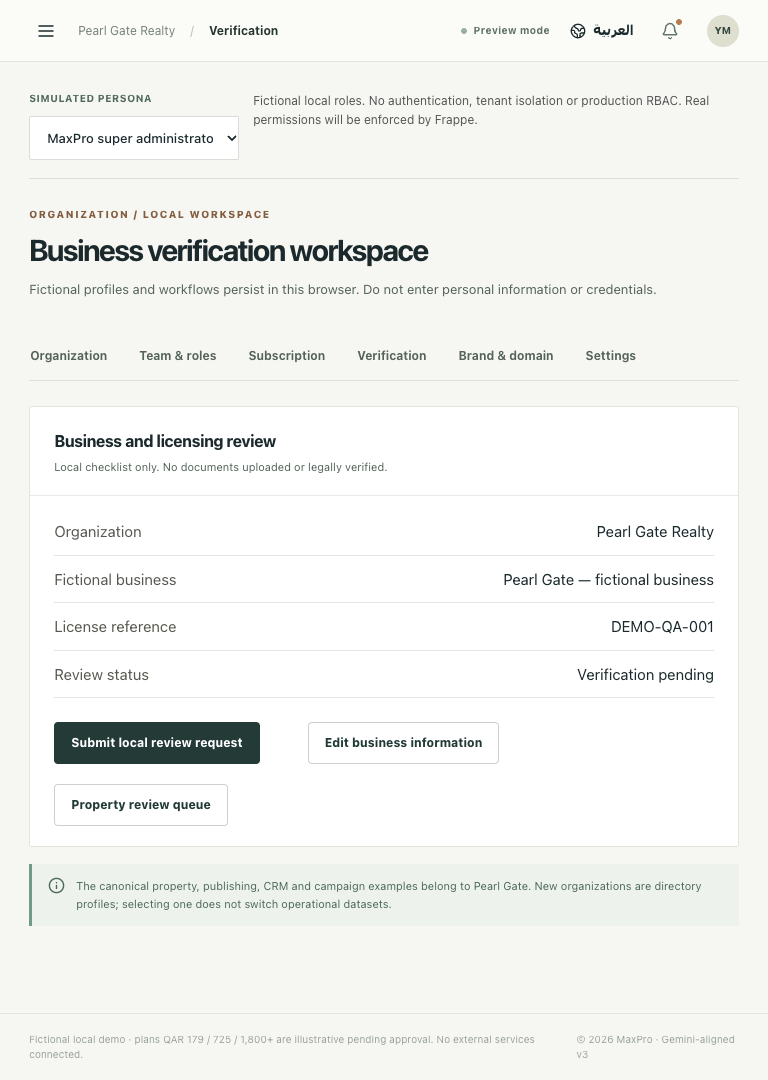 Pearl Gate Realty / Verification
Preview mode
العربية
YM
SIMULATED PERSONA
MaxPro super administrato
Fictional local roles. No authentication, tenant isolation or production RBAC. Real
permissions will be enforced by Frappe.
ORGANIZATION / LOCAL WORKSPACE
Business verification workspace
Fictional profiles and workflows persist in this browser. Do not enter personal information or credentials.
Organization Team & roles Subscription Verification Brand & domain Settings
Business and licensing review
Local checklist only. No documents uploaded or legally verified.
Organization Pearl Gate Realty
Fictional business Pearl Gate — fictional business
License reference DEMO-QA-001
Review status Verification pending
Submit local review request Edit business information
Property review queue
The canonical property, publishing, CRM and campaign examples belong to Pearl Gate. New organizations are directory
profiles; selecting one does not switch operational datasets.
Fictional local demo · plans QAR 179 / 725 / 1,800+ are illustrative pending approval. No external services
connected.
© 2026 MaxPro · Gemini-aligned
v3